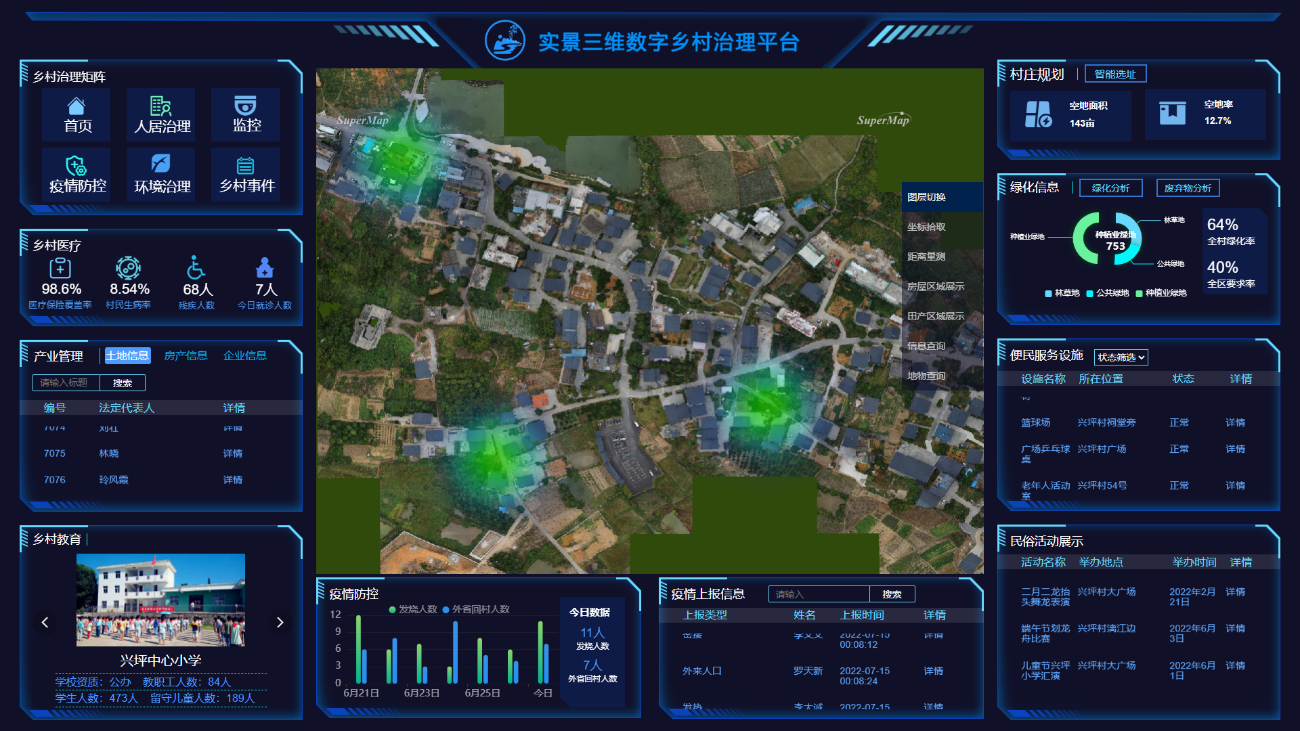 实景三维数字乡村治理平台
乡村治理矩阵
首页
人居治理
监控
疫情防控
环境治理
乡村事件
乡村医疗
98.6%
8.54%
68人
7人
医疗保险覆盖率
村民生病率
残疾人数
今日就诊人数
产业管理
土地信息
房产信息
企业信息
请输入标题
搜索
编号
法定代表人
详情
7074
详情
7075
林晓
详情
7076
玲风霞
详情
乡村教育
兴坪中心小学
学校资质：公办 教职工人数：84人
学生人数：473人 留守儿童人数：189人
SuperMap
SuperMap
图层切换
坐标拾取
距离量测
房屋区域展示
田产区域展示
信息查询
地物查询
疫情防控
发烧人数
外省回村人数
12
9
6
3
0
6月21日
6月23日
6月25日
今日
今日数据
11人
发烧人数
7人
外省回村人数
疫情上报信息
请输入
搜索
上报类型
姓名
上报时间
详情
密接
李文文
2022-07-15
00:08:12
详情
外来人口
罗天新
2022-07-15
00:08:24
详情
发热
李大诚
2022-07-15
详情
村庄规划
智能选址
空地面积
143亩
空地率
12.7%
绿化信息
绿化分析
废弃物分析
种植业绿地
林草地
公共绿地
种植业绿地
753
林草地
公共绿地
种植业绿地
64%
全村绿化率
40%
全区要求率
便民服务设施
状态筛选
设施名称
所在位置
状态
详情
篮球场
兴坪村祠堂旁
正常
详情
广场乒乓球
桌
兴坪村广场
正常
详情
老年人活动
室
兴坪村54号
正常
详情
民俗活动展示
活动名称
举办地点
举办时间
详情
二月二龙抬
头舞龙表演
兴坪村大广场
2022年2月
21日
详情
端午节划龙
舟比赛
兴坪村漓江边
2022年6月
3日
详情
儿童节兴坪
小学汇演
兴坪村大广场
2022年6月
1日
详情